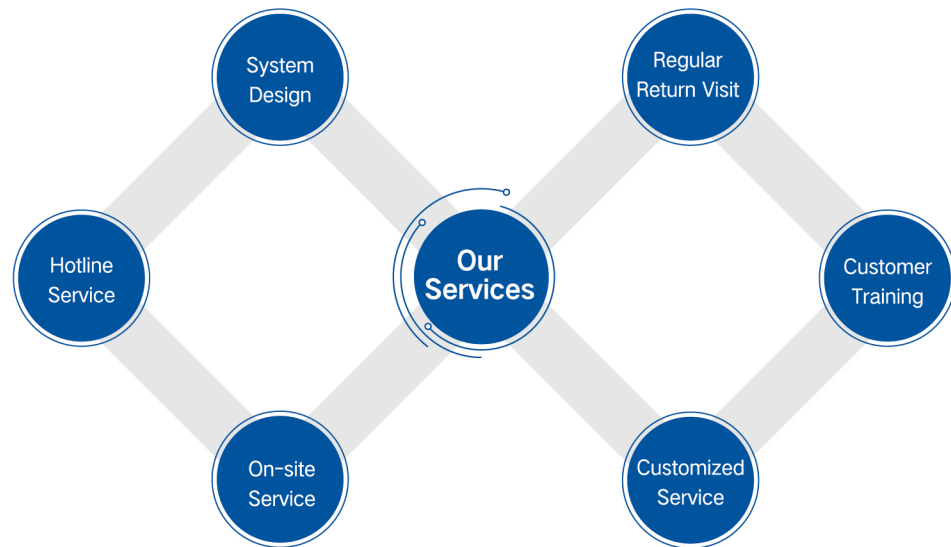 System
Design
Regular
Return Visit
Hotline
Service
Our
Services
Customer
Training
On-site
Service
Customized
Service